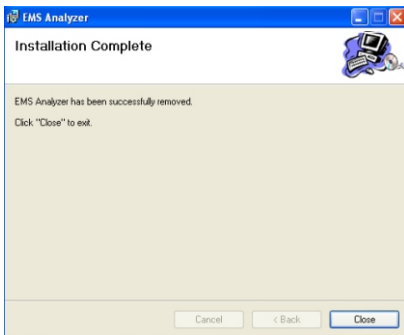 EMS Analyzer
Installation Complete
EMS Analyzer has been successfully removed.
Click "Close" to exit.
Cancel
< Back
Close